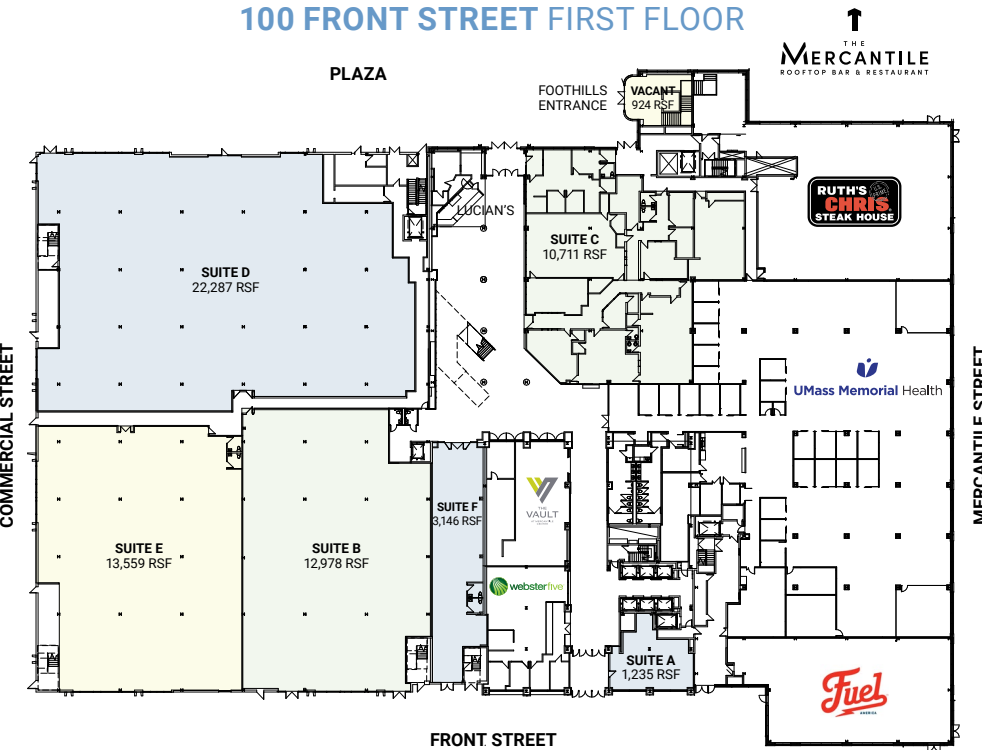 100 FRONT STREET FIRST FLOOR
THE
MERCANTILE
ROOFTOP BAR & RESTAURANT
PLAZA
FOOTHILLS
ENTRANCE
VACANT
924 RSF
RUTH'S
CHRIS
STEAK HOUSE
LUCIAN'S
SUITE C
10,711 RSF
SUITE D
22,287 RSF
COMMERCIAL STREET
MERCANTILE STREET
UMass Memorial Health
THE
VAULT
SUITE F
3,146 RSF
SUITE E
13,559 RSF
SUITE B
12,978 RSF
websterfive
SUITE A
1,235 RSF
Fuel
AMERICA
FRONT STREET